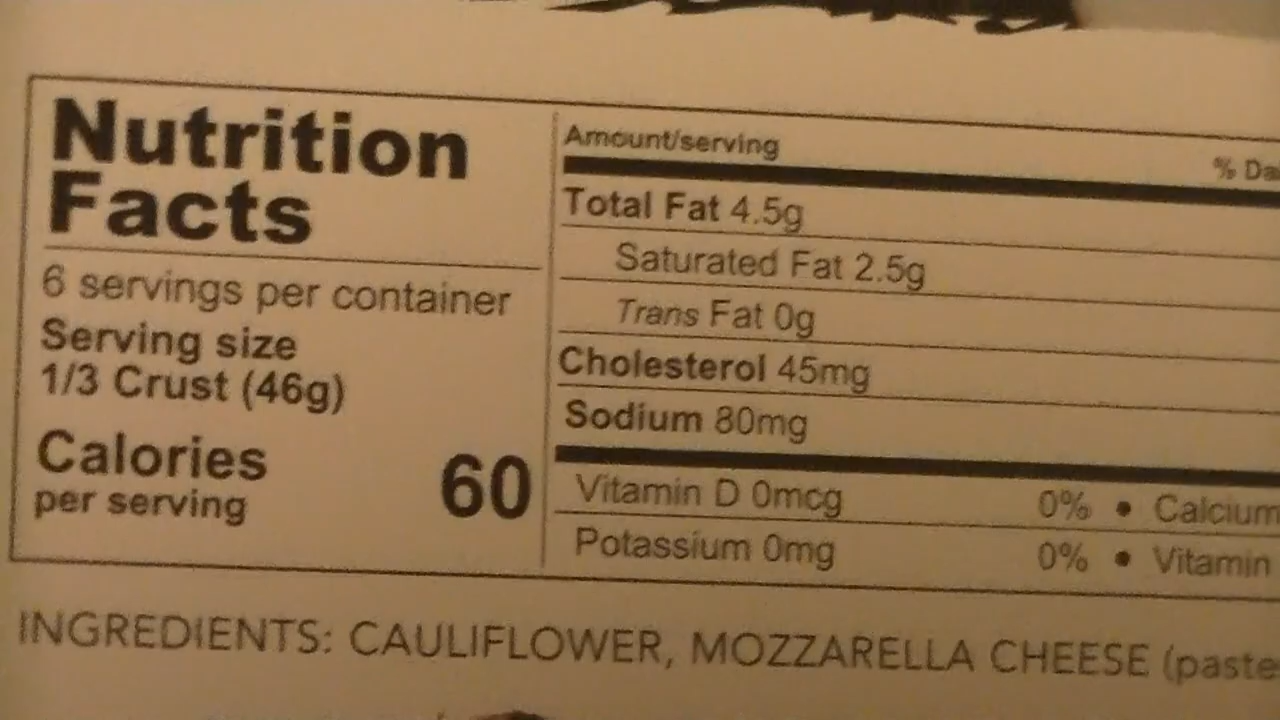 Nutrition
Facts
6 servings per container
Serving size
1/3 Crust (46g)
Calories
per serving
60
Amount/serving
% Da
Total Fat 4.5g
Saturated Fat 2.5g
Trans Fat 0g
Cholesterol 45mg
Sodium 80mg
Vitamin D 0mcg 0% • Calcium
Potassium 0mg 0% • Vitamin
INGREDIENTS: CAULIFLOWER, MOZZARELLA CHEESE (paste